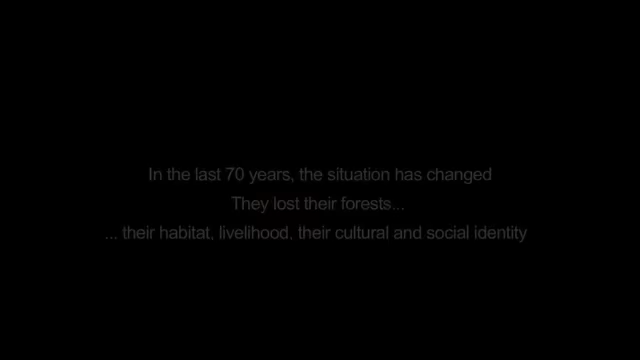 In the last 70 years, the situation has changed
They lost their forests...
... their habitat, livelihood, their cultural and social identity